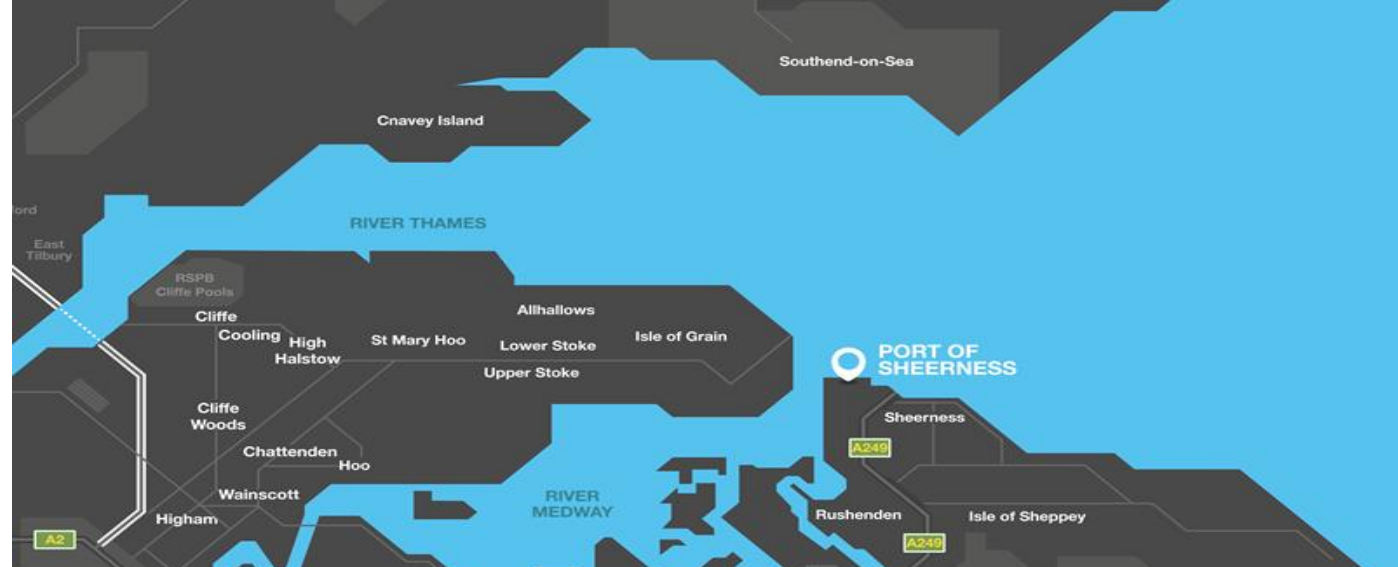 Southend-on-Sea
Cnavey Island
RIVER THAMES
East
Tilbury
RSPB
Cliffe Pools
Cliffe
Cooling
High
Halstow
St Mary Hoo
Allhallows
Lower Stoke
Upper Stoke
Isle of Grain
PORT OF
SHEERNESS
Sheerness
A249
Cliffe
Woods
Chattenden
Hoo
Wainscott
Higham
RIVER
MEDWAY
Rushenden
Isle of Sheppey
A2
A249